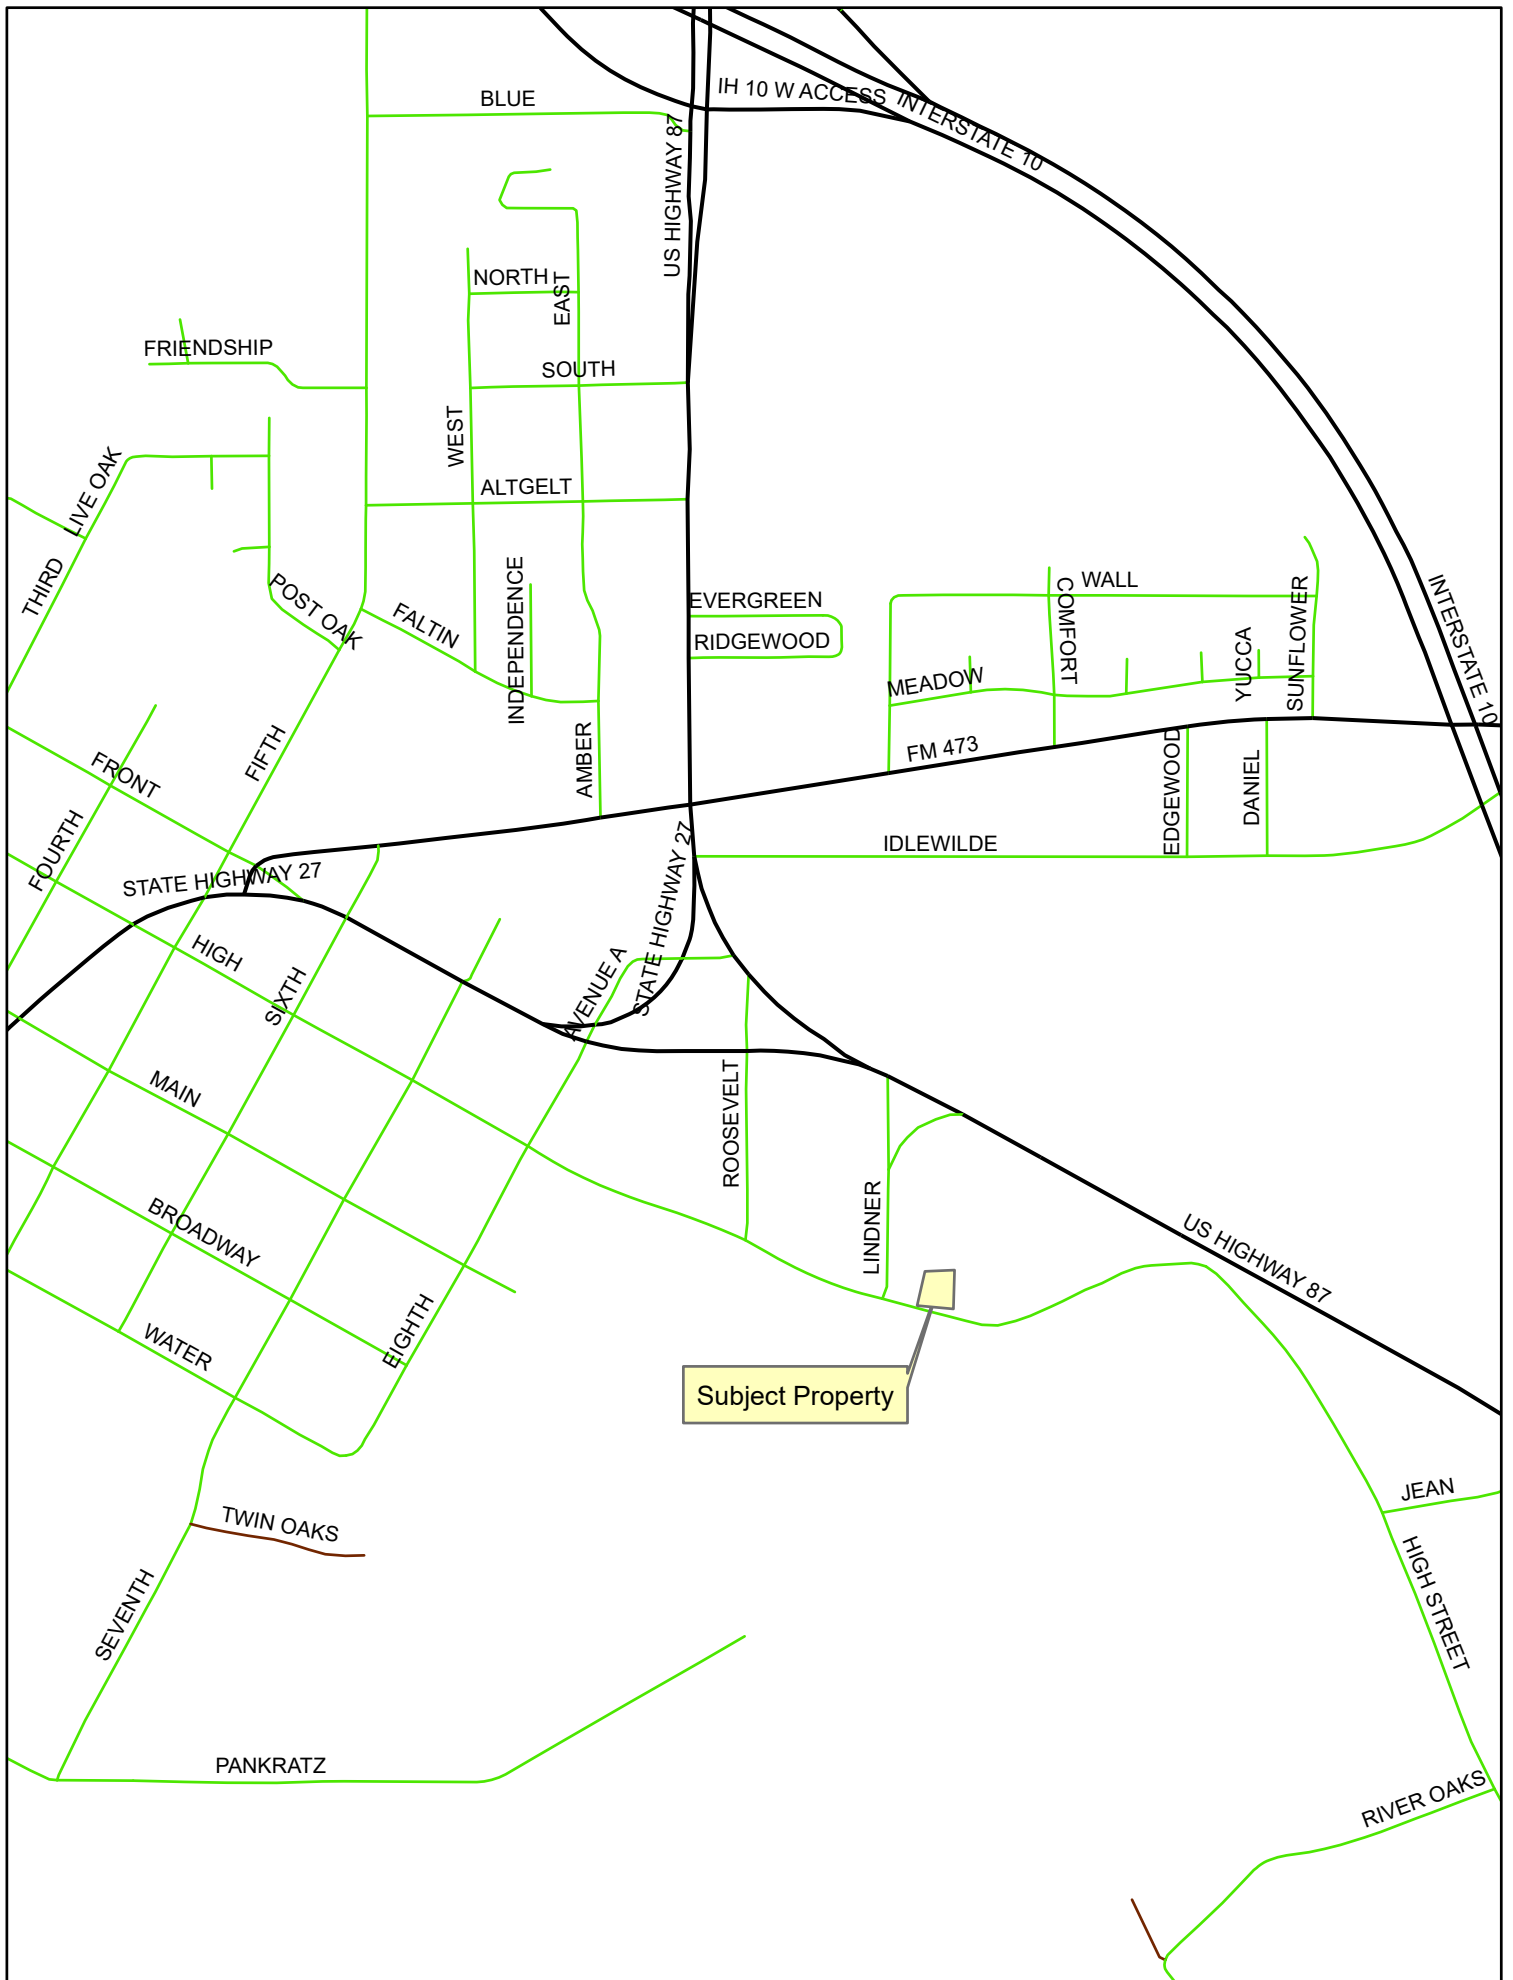 IH 10 W ACCESS
INTERSTATE 10
BLUE
US HIGHWAY 87
NORTH
EAST
FRIENDSHIP
SOUTH
WEST
LIVE OAK
ALTGELT
THIRD
POST OAK
FALTIN
INDEPENDENCE
EVERGREEN
RIDGEWOOD
WALL
COMFORT
MEADOW
YUCCA
SUNFLOWER
INTERSTATE 10
FIFTH
FRONT
AMBER
FM 473
EDGEWOOD
DANIEL
FOURTH
STATE HIGHWAY 27
STATE HIGHWAY 27
IDLEWILDE
HIGH
SIXTH
AVENUE A
MAIN
ROOSEVELT
LINDNER
BROADWAY
US HIGHWAY 87
WATER
EIGHTH
Subject Property
JEAN
TWIN OAKS
HIGH STREET
SEVENTH
PANKRATZ
RIVER OAKS